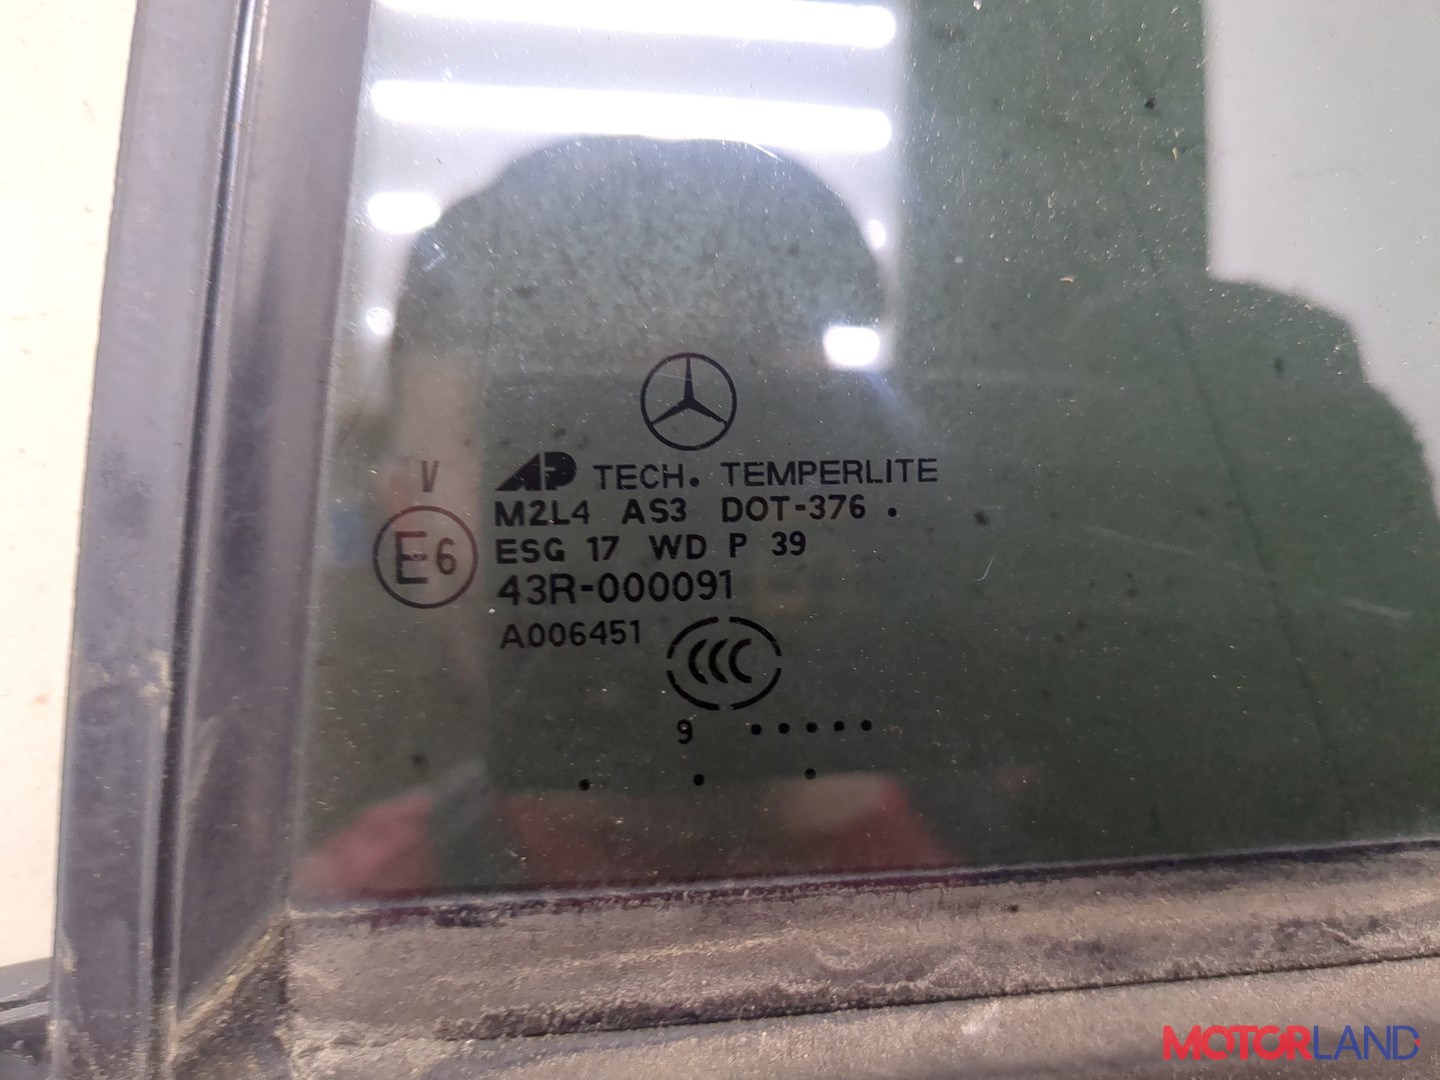 V
AP TECH. TEMPERLITE
M2L4 AS3 DOT-376 .
E6
ESG 17 WD P 39
43R-000091
A006451
CCC
9 .....
. . .
MOTORLAND